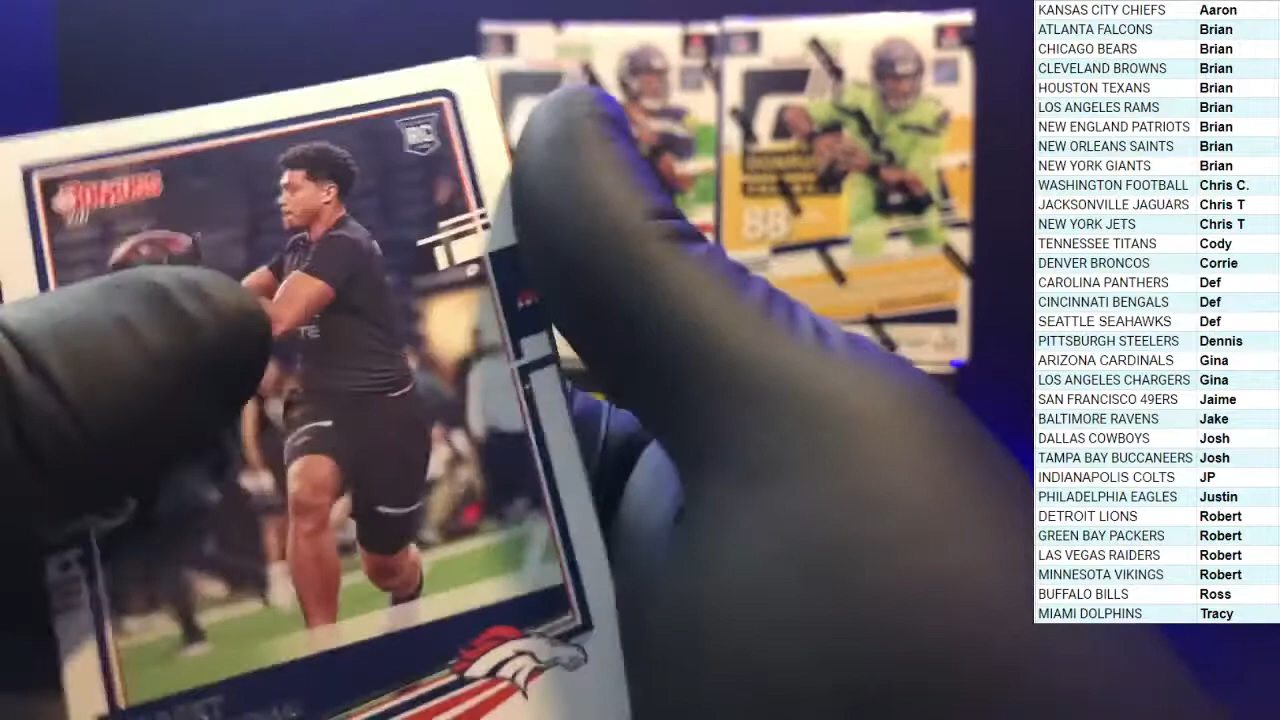 KANSAS CITY CHIEFS Aaron
ATLANTA FALCONS Brian
CHICAGO BEARS Brian
CLEVELAND BROWNS Brian
HOUSTON TEXANS Brian
LOS ANGELES RAMS Brian
NEW ENGLAND PATRIOTS Brian
NEW ORLEANS SAINTS Brian
NEW YORK GIANTS Brian
WASHINGTON FOOTBALL Chris C.
JACKSONVILLE JAGUARS Chris T
NEW YORK JETS Chris T
TENNESSEE TITANS Cody
DENVER BRONCOS Corrie
CAROLINA PANTHERS Def
CINCINNATI BENGALS Def
SEATTLE SEAHAWKS Def
PITTSBURGH STEELERS Dennis
ARIZONA CARDINALS Gina
LOS ANGELES CHARGERS Gina
SAN FRANCISCO 49ERS Jaime
BALTIMORE RAVENS Jake
DALLAS COWBOYS Josh
TAMPA BAY BUCCANEERS Josh
INDIANAPOLIS COLTS JP
PHILADELPHIA EAGLES Justin
DETROIT LIONS Robert
GREEN BAY PACKERS Robert
LAS VEGAS RAIDERS Robert
MINNESOTA VIKINGS Robert
BUFFALO BILLS Ross
MIAMI DOLPHINS Tracy
RC
88